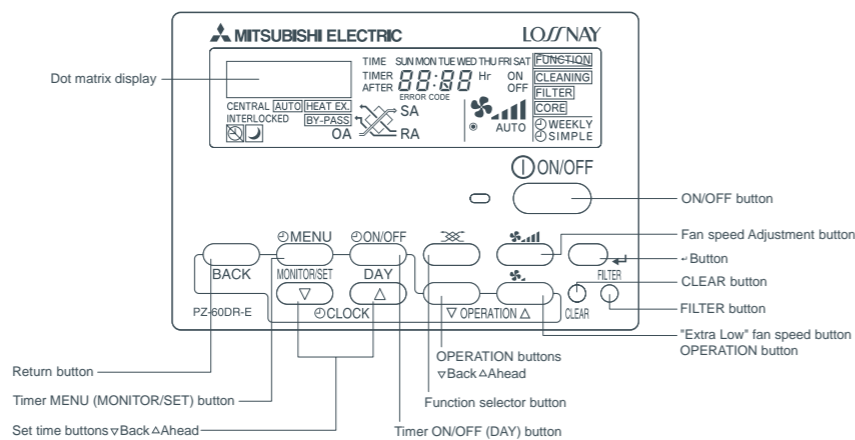 MITSUBISHI ELECTRIC
LOSSNAY
Dot matrix display
TIME SUN MON TUE WED THU FRI SAT FUNCTION
TIMER 88:88 Hr ON CLEANING
AFTER OFF FILTER
ERROR CODE
CENTRAL AUTO HEAT EX. SA CORE
INTERLOCKED BY-PASS AUTO WEEKLY
OA RA SIMPLE
ON/OFF
ON/OFF button
MENU ON/OFF
Fan speed Adjustment button
↵Button
BACK MONITOR/SET DAY FILTER
▽ △
CLEAR button
PZ-60DR-E CLOCK ▽ OPERATION △ CLEAR
FILTER button
"Extra Low" fan speed button
OPERATION button
OPERATION buttons
▽Back △Ahead
Return button
Timer MENU (MONITOR/SET) button
Function selector button
Set time buttons ▽Back △Ahead
Timer ON/OFF (DAY) button